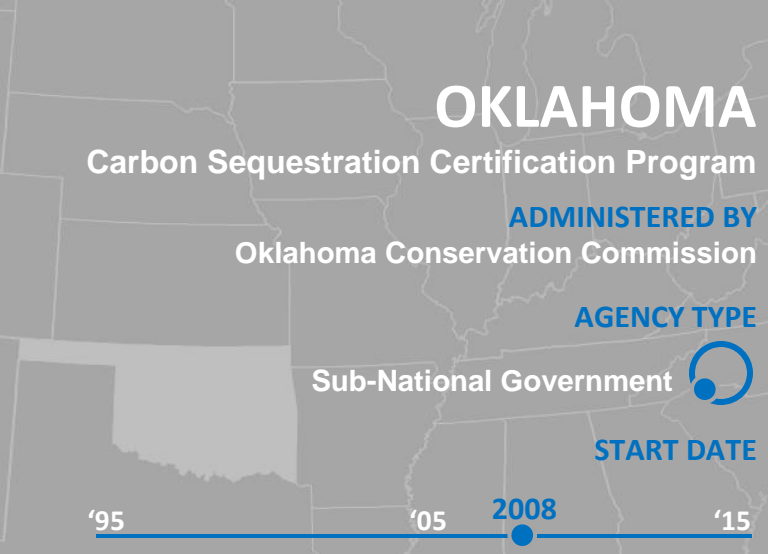 OKLAHOMA
Carbon Sequestration Certification Program
ADMINISTERED BY
Oklahoma Conservation Commission
AGENCY TYPE
Sub-National Government
START DATE
‘95 ‘05 2008 ‘15